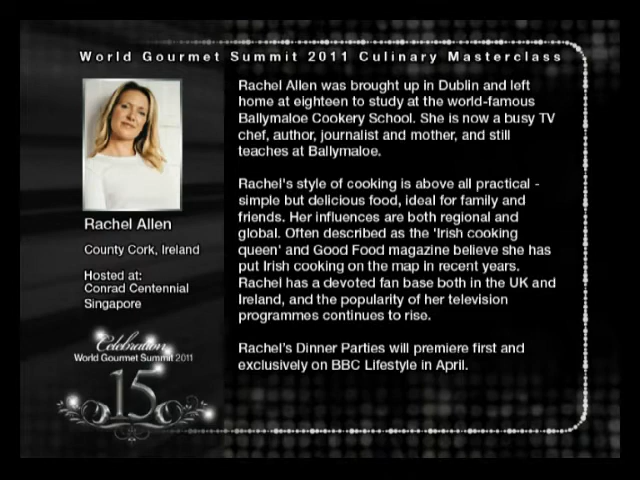 World Gourmet Summit 2011 Culinary Masterclass
Rachel Allen
County Cork, Ireland
Hosted at:
Conrad Centennial
Singapore
Celebration
World Gourmet Summit 2011
15
Rachel Allen was brought up in Dublin and left
home at eighteen to study at the world-famous
Ballymaloe Cookery School. She is now a busy TV
chef, author, journalist and mother, and still
teaches at Ballymaloe.
Rachel's style of cooking is above all practical -
simple but delicious food, ideal for family and
friends. Her influences are both regional and
global. Often described as the 'Irish cooking
queen' and Good Food magazine believe she has
put Irish cooking on the map in recent years.
Rachel has a devoted fan base both in the UK and
Ireland, and the popularity of her television
programmes continues to rise.
Rachel's Dinner Parties will premiere first and
exclusively on BBC Lifestyle in April.